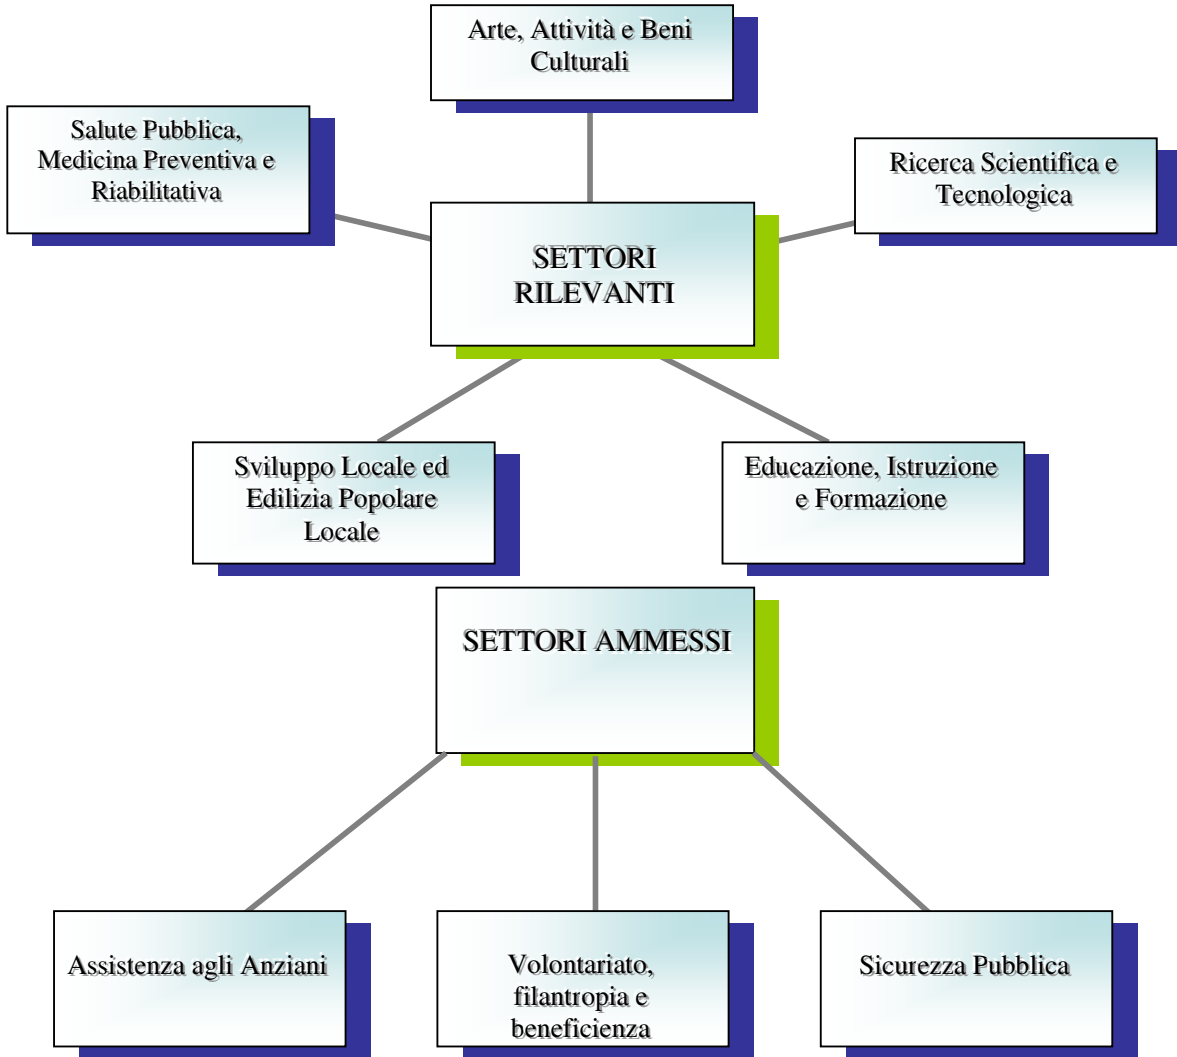 Arte, Attività e Beni
Culturali
Salute Pubblica,
Medicina Preventiva e
Riabilitativa
Ricerca Scientifica e
Tecnologica
SETTORI
RILEVANTI
Sviluppo Locale ed
Edilizia Popolare
Locale
Educazione, Istruzione
e Formazione
SETTORI AMMESSI
Assistenza agli Anziani
Volontariato,
filantropia e
beneficienza
Sicurezza Pubblica